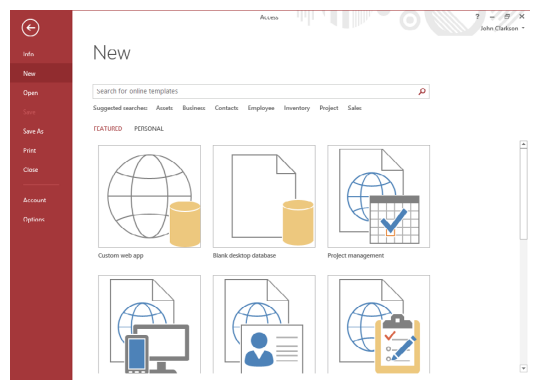 Access
? – ❐ ✕
John Clarkson
Info
New
Open
Save
Save As
Print
Close
Account
Options
New
Search for online templates
Suggested searches: Assets Business Contacts Employee Inventory Project Sales
FEATURED PERSONAL
Custom web app
Blank desktop database
Project management